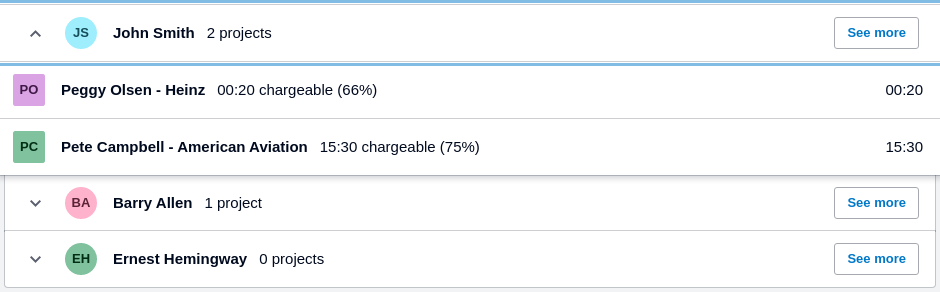 JS John Smith 2 projects See more
PO Peggy Olsen - Heinz 00:20 chargeable (66%) 00:20
PC Pete Campbell - American Aviation 15:30 chargeable (75%) 15:30
BA Barry Allen 1 project See more
EH Ernest Hemingway 0 projects See more